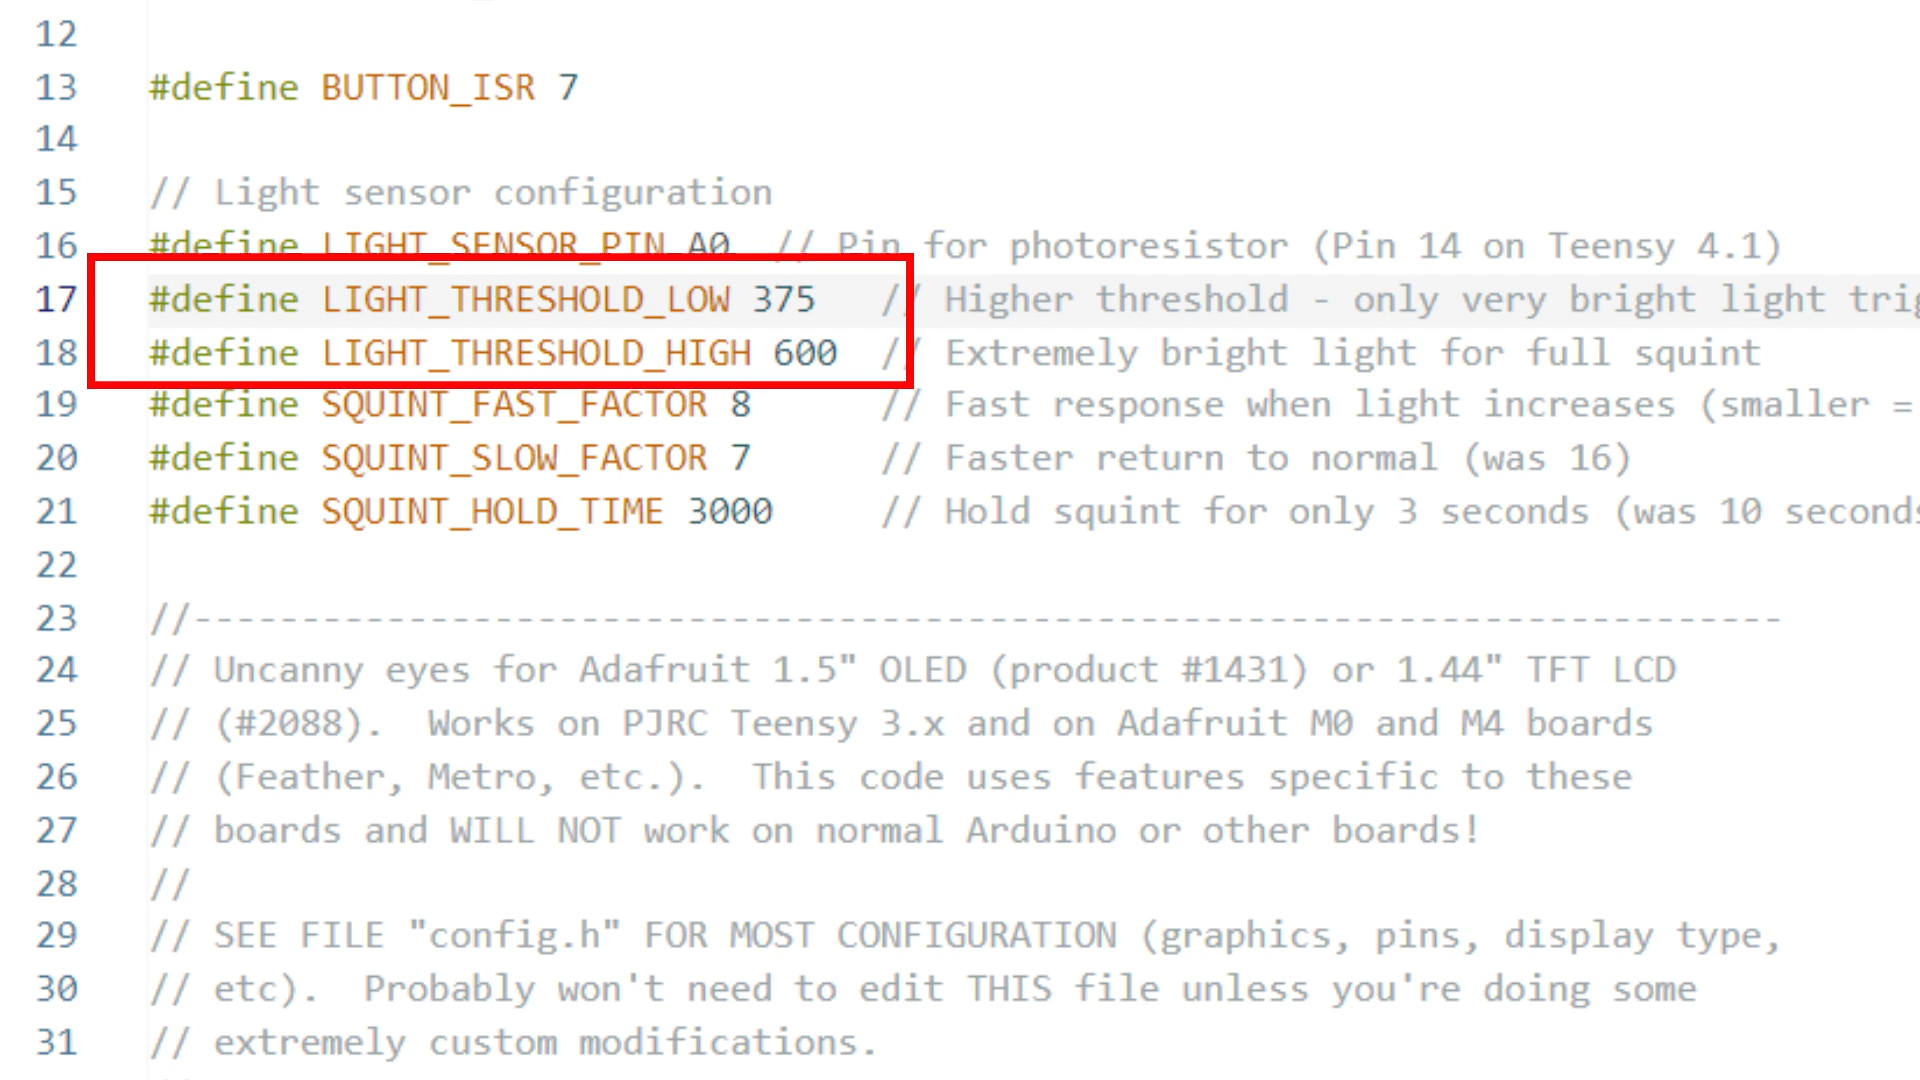 12
13 #define BUTTON_ISR 7
14
15 // Light sensor configuration
16 #define LIGHT_SENSOR_PIN A0 // Pin for photoresistor (Pin 14 on Teensy 4.1)
17 #define LIGHT_THRESHOLD_LOW 375 // Higher threshold - only very bright light
18 #define LIGHT_THRESHOLD_HIGH 600 // Extremely bright light for full squint
19 #define SQUINT_FAST_FACTOR 8 // Fast response when light increases (smaller =
20 #define SQUINT_SLOW_FACTOR 7 // Faster return to normal (was 16)
21 #define SQUINT_HOLD_TIME 3000 // Hold squint for only 3 seconds (was 10 seconds
22
23 //--------------------------------------------------------------------------
24 // Uncanny eyes for Adafruit 1.5" OLED (product #1431) or 1.44" TFT LCD
25 // (#2088).  Works on PJRC Teensy 3.x and on Adafruit M0 and M4 boards
26 // (Feather, Metro, etc.).  This code uses features specific to these
27 // boards and WILL NOT work on normal Arduino or other boards!
28 //
29 // SEE FILE "config.h" FOR MOST CONFIGURATION (graphics, pins, display type,
30 // etc).  Probably won't need to edit THIS file unless you're doing some
31 // extremely custom modifications.